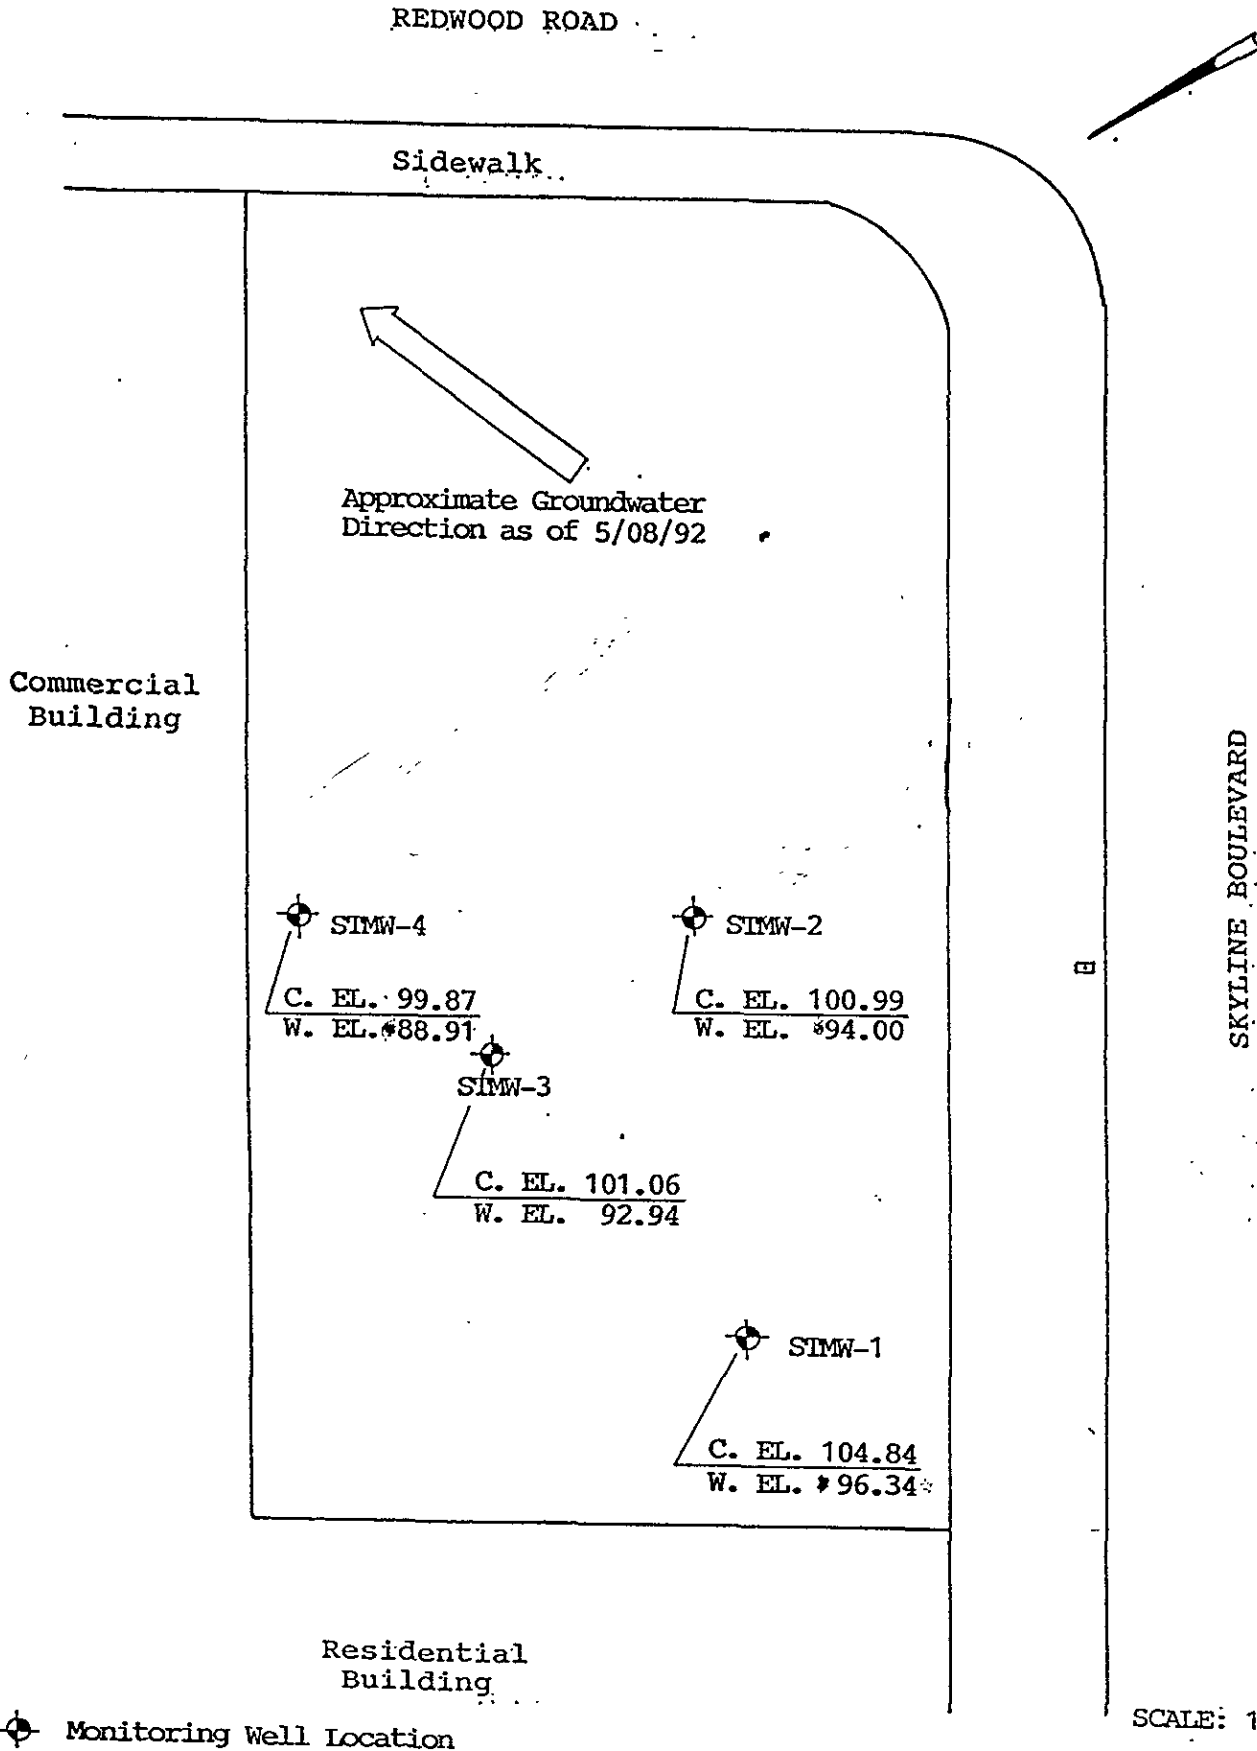 REDWOOD ROAD
Sidewalk
Approximate Groundwater
Direction as of 5/08/92
Commercial
Building
SKYLINE BOULEVARD
STMW-4
C. EL. 99.87
W. EL. 88.91
STMW-2
C. EL. 100.99
W. EL. 94.00
STMW-3
C. EL. 101.06
W. EL. 92.94
STMW-1
C. EL. 104.84
W. EL. 96.34
Residential
Building
Monitoring Well Location
SCALE: 1